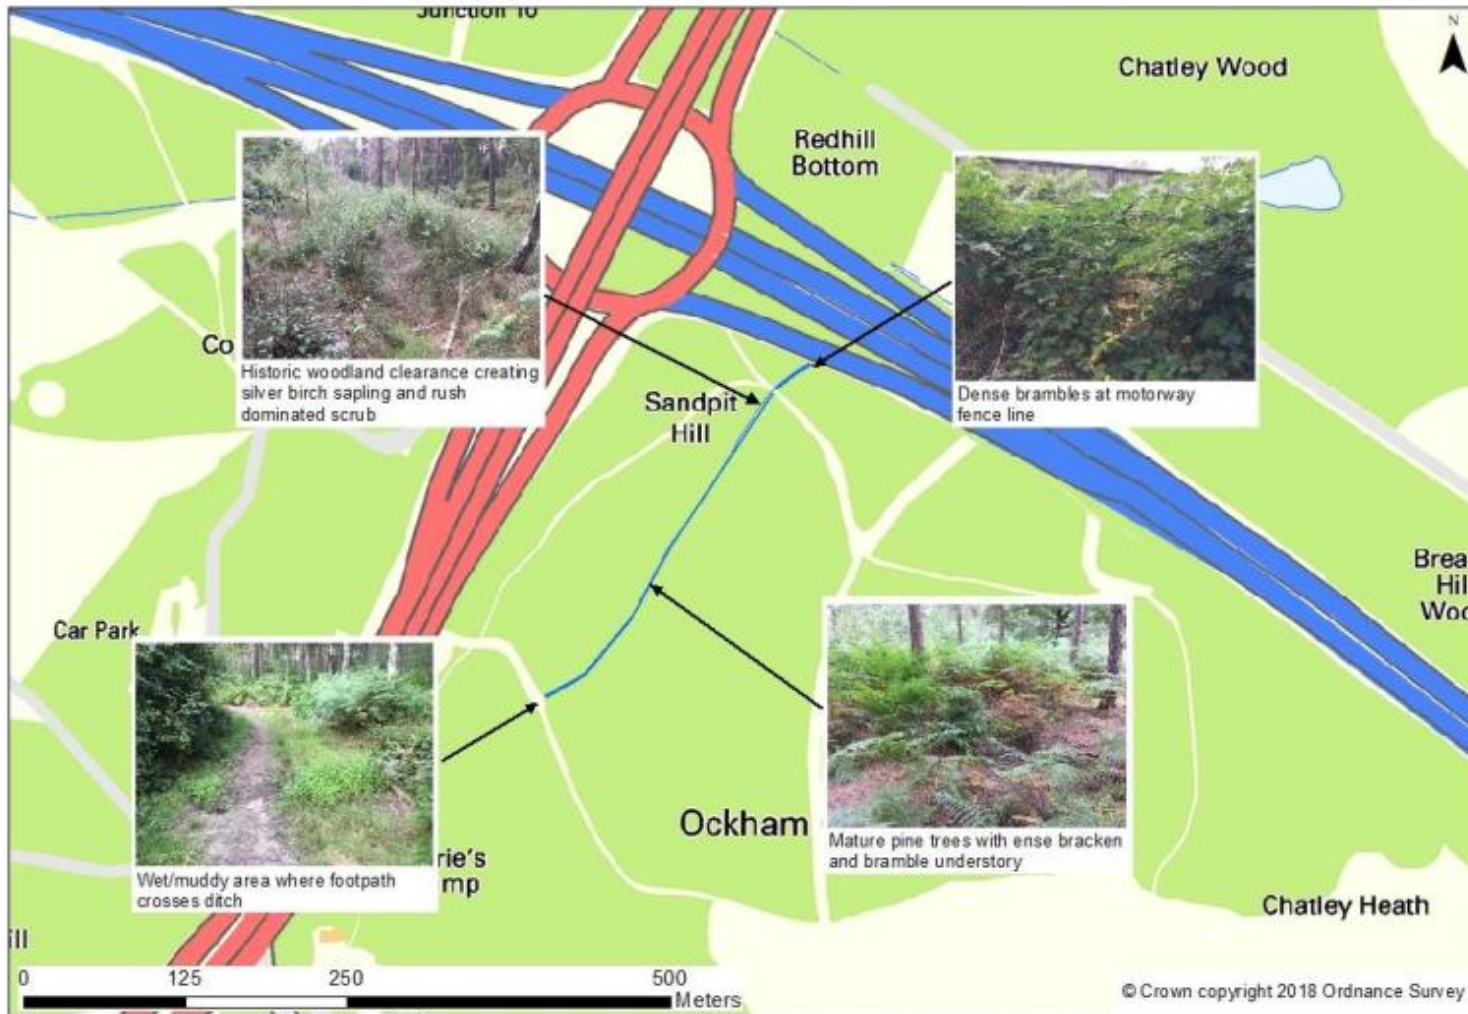 Junction 10
N
Chatley Wood
Redhill
Bottom
Co
Historic woodland clearance creating
silver birch sapling and rush
dominated scrub
Sandpit
Hill
Dense brambles at motorway
fence line
Brea
Hil
Woo
Car Park
Ockham
Mature pine trees with ense bracken
and bramble understory
rie's
mp
Wet/muddy area where footpath
crosses ditch
Chatley Heath
ill
0 125 250 500
Meters
© Crown copyright 2018 Ordnance Survey